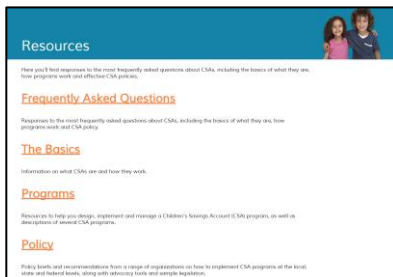 Resources
Here you'll find responses to the most frequently asked questions about CSAs, including the basics of what they are,
how programs work and effective CSA policies.
Frequently Asked Questions
Responses to the most frequently asked questions about CSAs, including the basics of what they are, how
programs work and CSA policy.
The Basics
Information on what CSAs are and how they work.
Programs
Resources to help you design, implement and manage a Children's Savings Account (CSA) program, as well as
descriptions of several CSA programs.
Policy
Policy briefs and recommendations from a range of organizations on how to implement CSA programs at the local,
state and federal levels, along with advocacy tools and sample legislation.